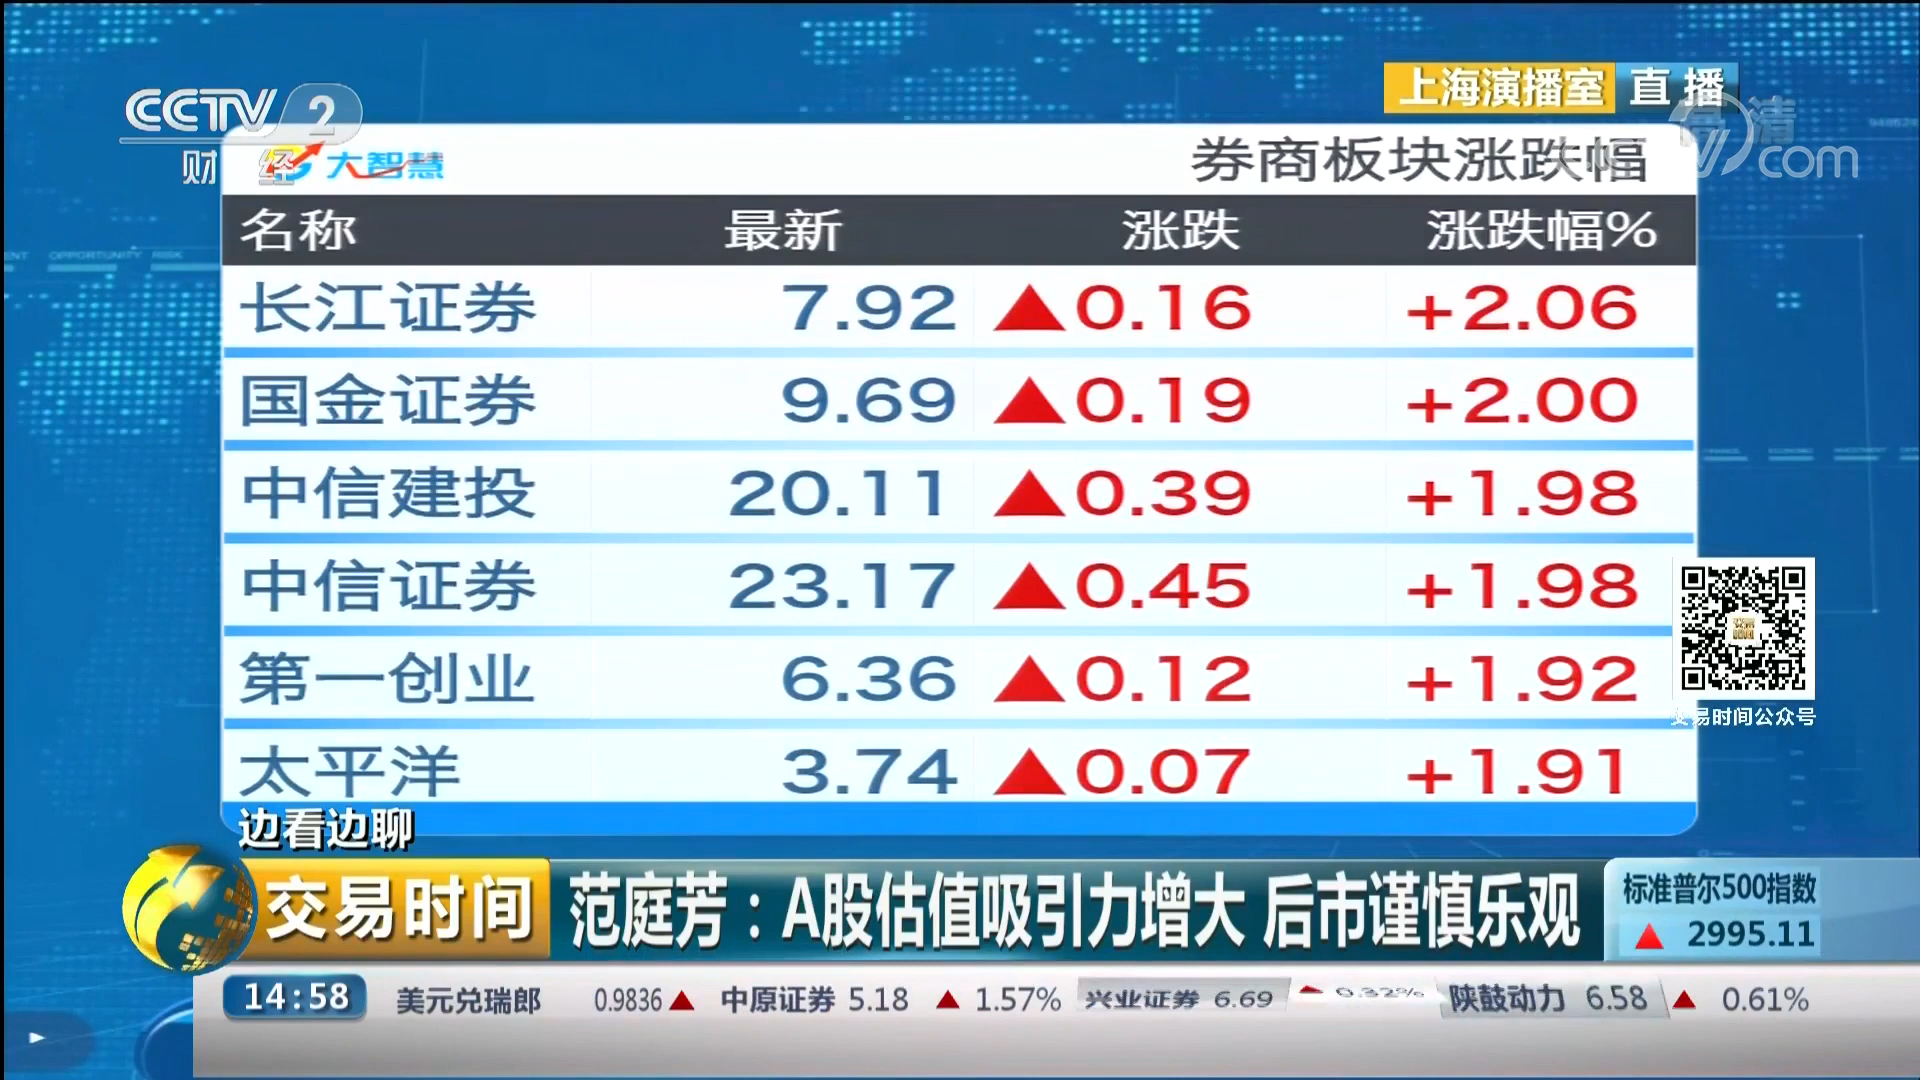 CCTV 2
财经
上海演播室 直播
高清
大智慧 券商板块涨跌幅
com
名称 最新 涨跌 涨跌幅%
长江证券 7.92 ▲0.16 +2.06
国金证券 9.69 ▲0.19 +2.00
中信建投 20.11 ▲0.39 +1.98
中信证券 23.17 ▲0.45 +1.98
第一创业 6.36 ▲0.12 +1.92
太平洋 3.74 ▲0.07 +1.91
交易时间公众号
边看边聊
交易时间
范庭芳：A股估值吸引力增大 后市谨慎乐观
标准普尔500指数
▲ 2995.11
14:58 美元兑瑞郎 0.9836 ▲ 中原证券 5.18 ▲ 1.57% 兴业证券 6.69 ▲ 0.32% 陕鼓动力 6.58 ▲ 0.61%